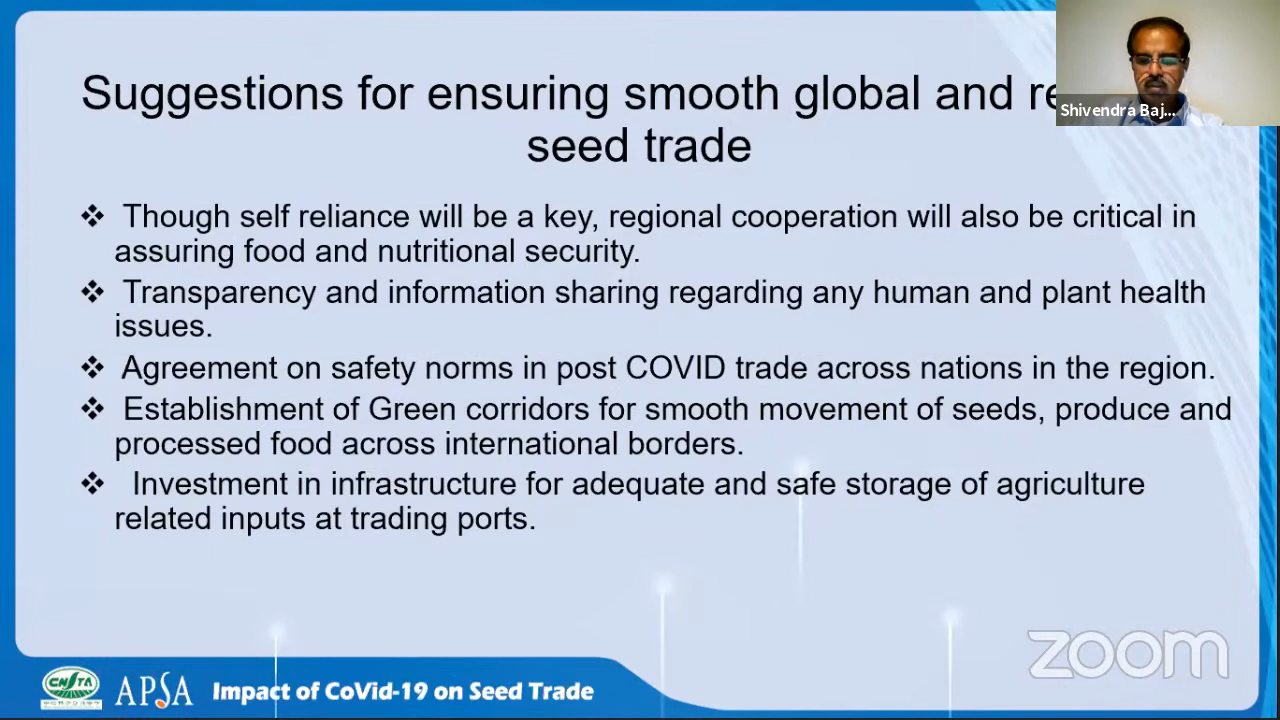 Suggestions for ensuring smooth global and re
seed trade
Shivendra Baj...
❖ Though self reliance will be a key, regional cooperation will also be critical in
assuring food and nutritional security.
❖ Transparency and information sharing regarding any human and plant health
issues.
❖ Agreement on safety norms in post COVID trade across nations in the region.
❖ Establishment of Green corridors for smooth movement of seeds, produce and
processed food across international borders.
❖ Investment in infrastructure for adequate and safe storage of agriculture
related inputs at trading ports.
zoom
CNSTA
APSA
Impact of CoVid-19 on Seed Trade